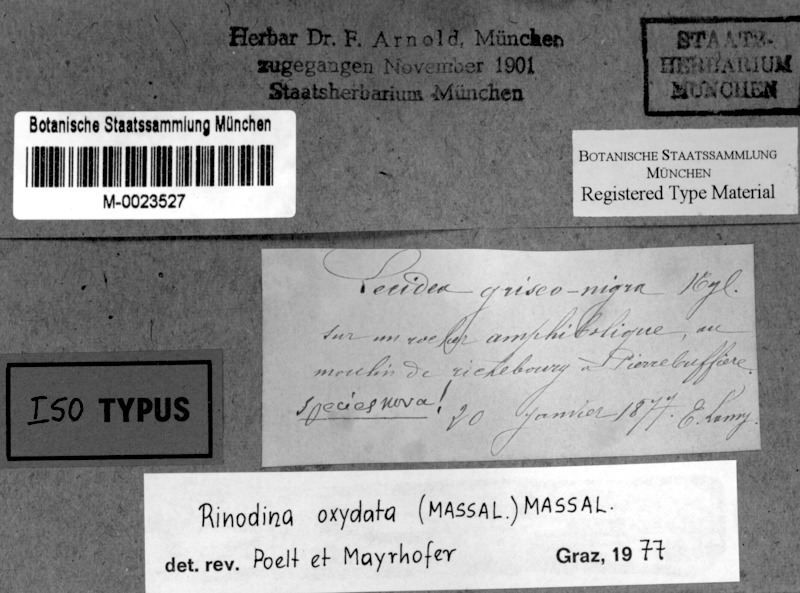 Herbar Dr. F. Arnold, München
zugegangen November 1901
Staatsherbarium München
STAATS-
HERBARIUM
MÜNCHEN
Botanische Staatssammlung München
M-0023527
BOTANISCHE STAATSSAMMLUNG
MÜNCHEN
Registered Type Material
Lecidea griseo-nigra Nyl.
sur un rocher amphibolique, au
moulin de richebourg à Pierrebuffiere.
species nova! 20 janvier 1877. E. Lamy.
ISO TYPUS
Rinodina oxydata (MASSAL.) MASSAL.
det. rev. Poelt et Mayrhofer Graz, 1977